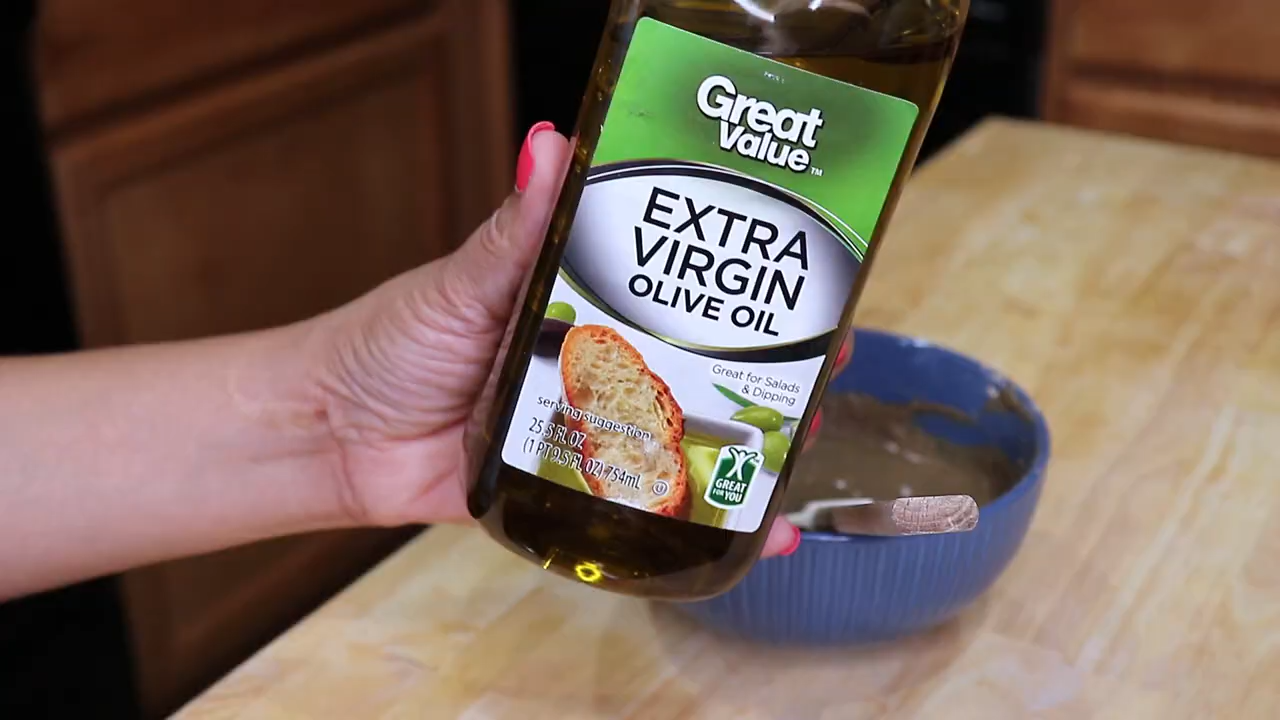 Great
Value™
EXTRA
VIRGIN
OLIVE OIL
Great for Salads
& Dipping
serving suggestion
25.5 FL OZ
(1 PT 9.5 FL OZ) 754mL
GREAT
FOR YOU